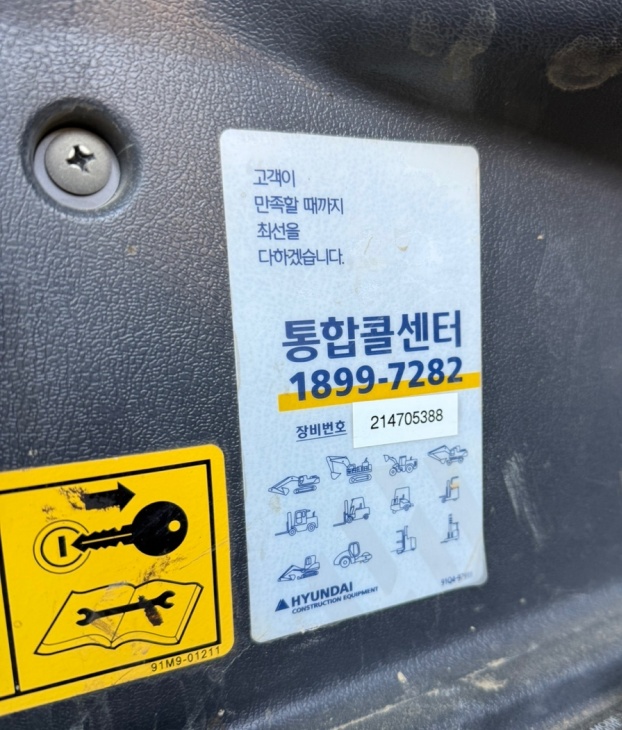 고객이
만족할 때까지
최선을
다하겠습니다.
통합콜센터
1899-7282
장비번호 214705388
HYUNDAI
CONSTRUCTION EQUIPMENT
91M9-01211